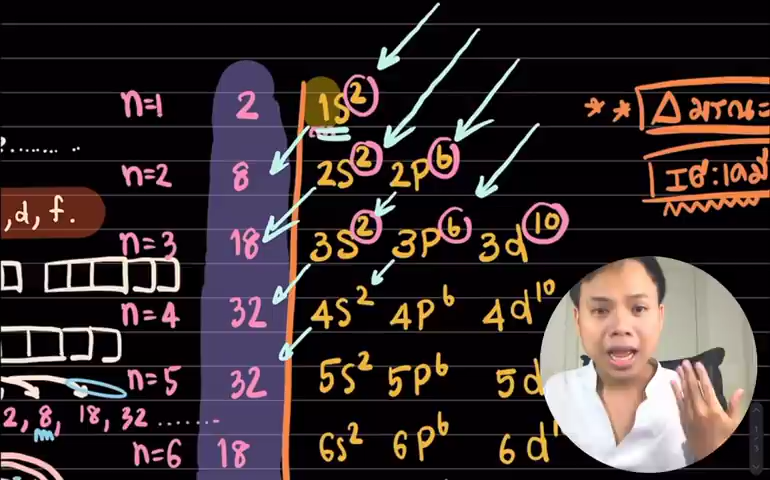 n=1 2 1s²
n=2 8 2s² 2p⁶
n=3 18 3s² 3p⁶ 3d¹⁰
n=4 32 4s² 4p⁶ 4d¹⁰
n=5 32 5s² 5p⁶ 5d
n=6 18 6s² 6p⁶ 6d
, d, f.
2, 8, 18, 32 ........
* * Δ